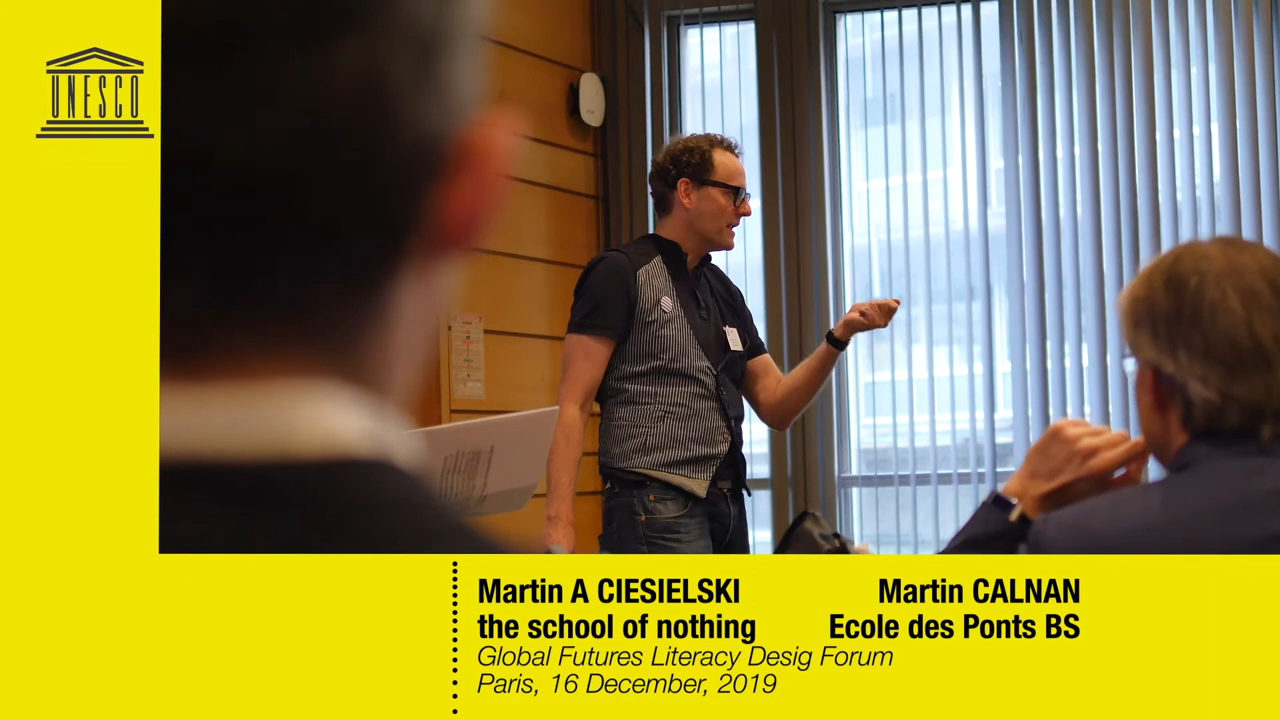 UNESCO
Martin A CIESIELSKI
the school of nothing
Martin CALNAN
Ecole des Ponts BS
Global Futures Literacy Desig Forum
Paris, 16 December, 2019